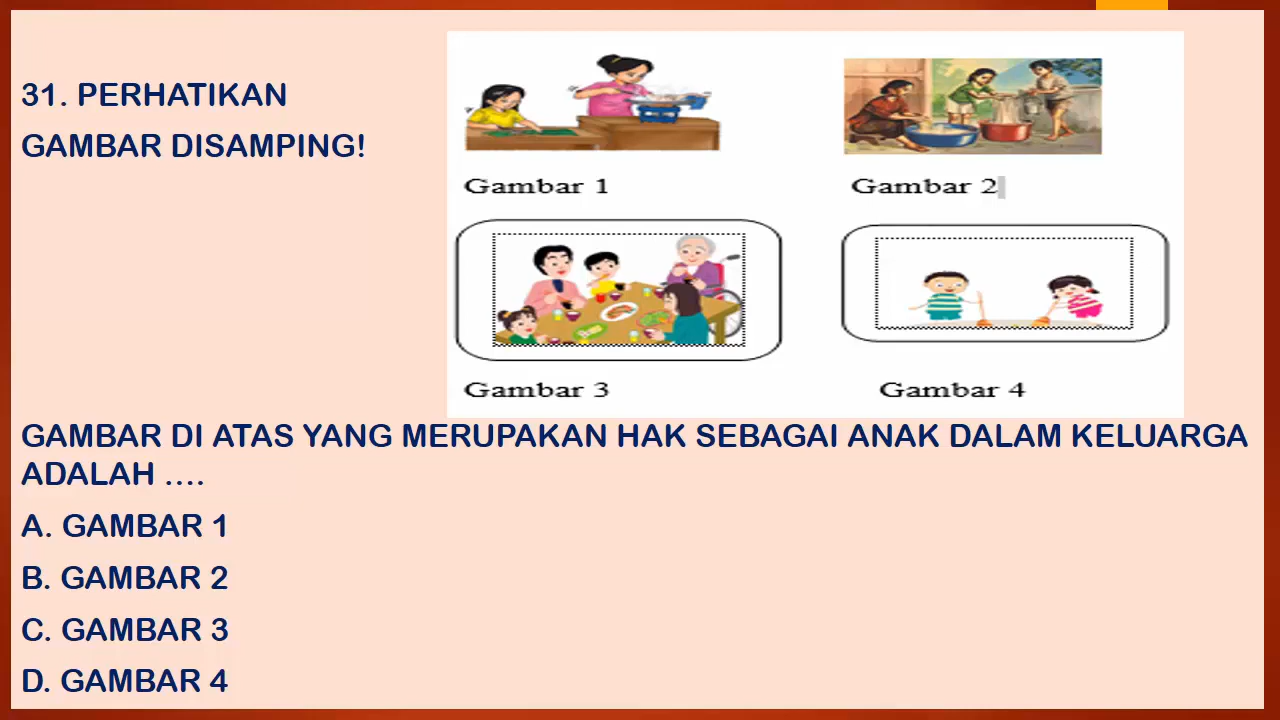 31. PERHATIKAN
GAMBAR DISAMPING!
Gambar 1
Gambar 2
Gambar 3
Gambar 4
GAMBAR DI ATAS YANG MERUPAKAN HAK SEBAGAI ANAK DALAM KELUARGA
ADALAH ....
A. GAMBAR 1
B. GAMBAR 2
C. GAMBAR 3
D. GAMBAR 4